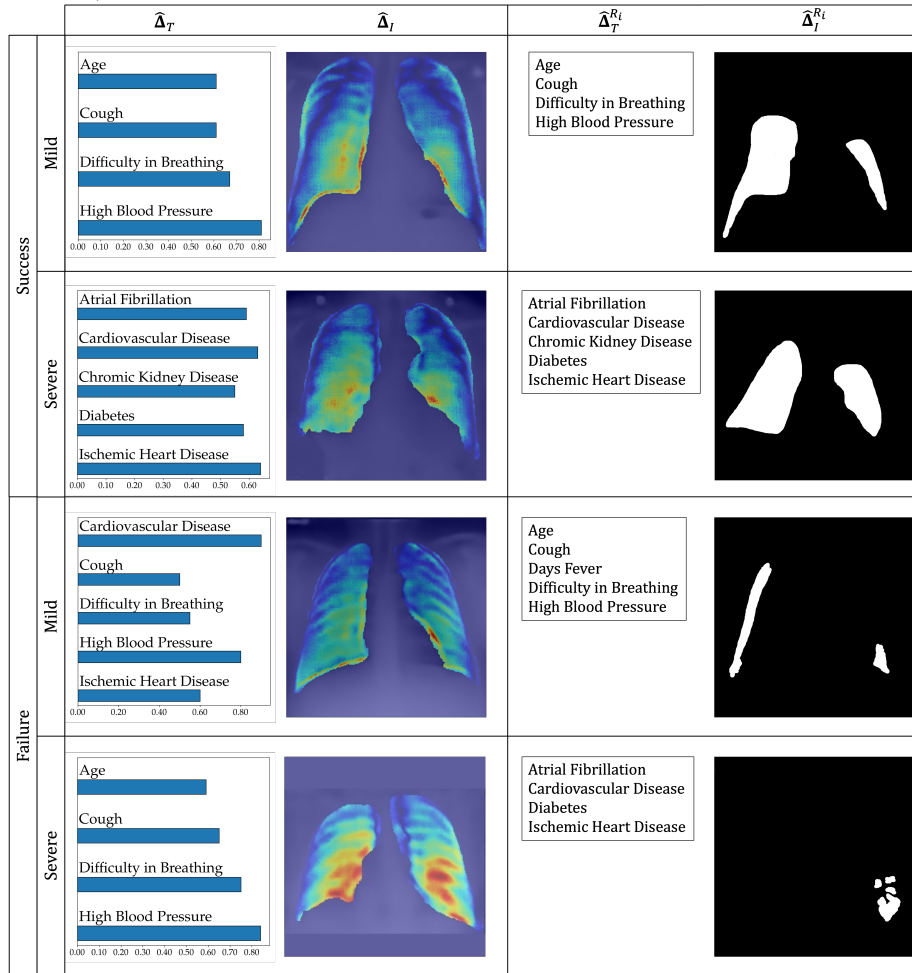 Δ̂_T
Δ̂_I
Δ̂_T^{R_i}
Δ̂_I^{R_i}
Success
Mild
Age
Cough
Difficulty in Breathing
High Blood Pressure
0.00 0.10 0.20 0.30 0.40 0.50 0.60 0.70 0.80
Age
Cough
Difficulty in Breathing
High Blood Pressure
Severe
Atrial Fibrillation
Cardiovascular Disease
Chromic Kidney Disease
Diabetes
Ischemic Heart Disease
0.00 0.10 0.20 0.30 0.40 0.50 0.60
Atrial Fibrillation
Cardiovascular Disease
Chromic Kidney Disease
Diabetes
Ischemic Heart Disease
Failure
Mild
Cardiovascular Disease
Cough
Difficulty in Breathing
High Blood Pressure
Ischemic Heart Disease
0.00 0.20 0.40 0.60 0.80
Age
Cough
Days Fever
Difficulty in Breathing
High Blood Pressure
Severe
Age
Cough
Difficulty in Breathing
High Blood Pressure
0.00 0.10 0.20 0.30 0.40 0.50 0.60 0.70 0.80
Atrial Fibrillation
Cardiovascular Disease
Diabetes
Ischemic Heart Disease